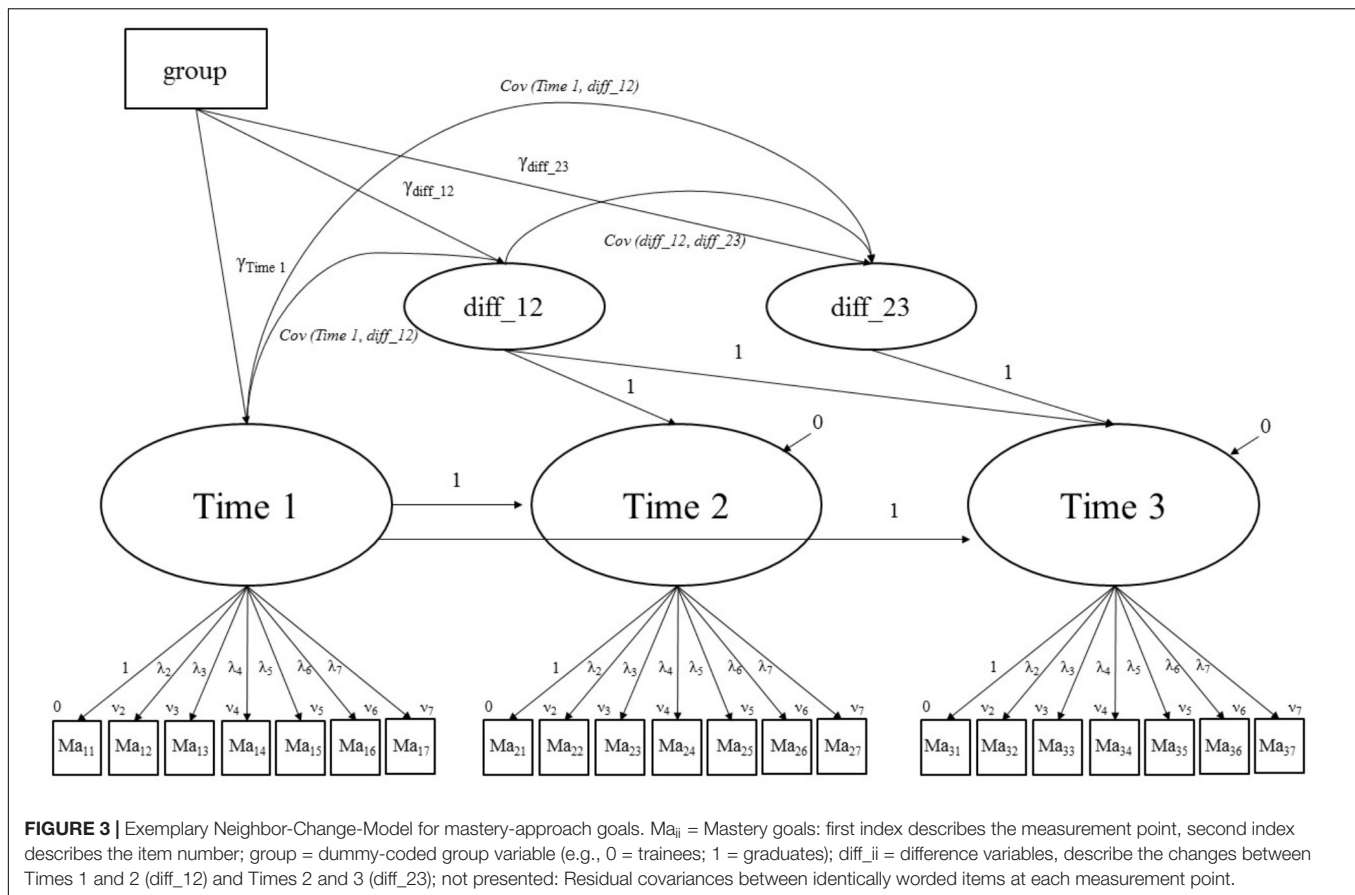 group
Cov (Time 1, diff_12)
γdiff_23
γdiff_12
Cov (diff_12, diff_23)
γTime 1
diff_12
diff_23
Cov (Time 1, diff_12)
1
1
1
0
0
Time 1
1
Time 2
1
Time 3
1 λ2 λ3 λ4 λ5 λ6 λ7
1 λ2 λ3 λ4 λ5 λ6 λ7
1 λ2 λ3 λ4 λ5 λ6 λ7
0 ν2 ν3 ν4 ν5 ν6 ν7
0 ν2 ν3 ν4 ν5 ν6 ν7
0 ν2 ν3 ν4 ν5 ν6 ν7
Ma11 Ma12 Ma13 Ma14 Ma15 Ma16 Ma17
Ma21 Ma22 Ma23 Ma24 Ma25 Ma26 Ma27
Ma31 Ma32 Ma33 Ma34 Ma35 Ma36 Ma37
FIGURE 3 | Exemplary Neighbor-Change-Model for mastery-approach goals. Maii = Mastery goals: first index describes the measurement point, second index
describes the item number; group = dummy-coded group variable (e.g., 0 = trainees; 1 = graduates); diff_ii = difference variables, describe the changes between
Times 1 and 2 (diff_12) and Times 2 and 3 (diff_23); not presented: Residual covariances between identically worded items at each measurement point.